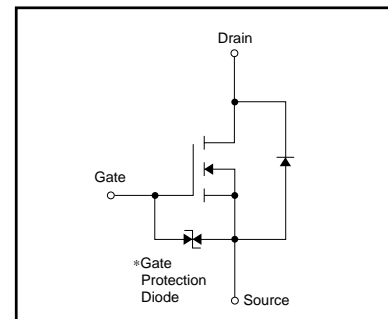 Drain
Gate
∗Gate
Protection
Diode
Source